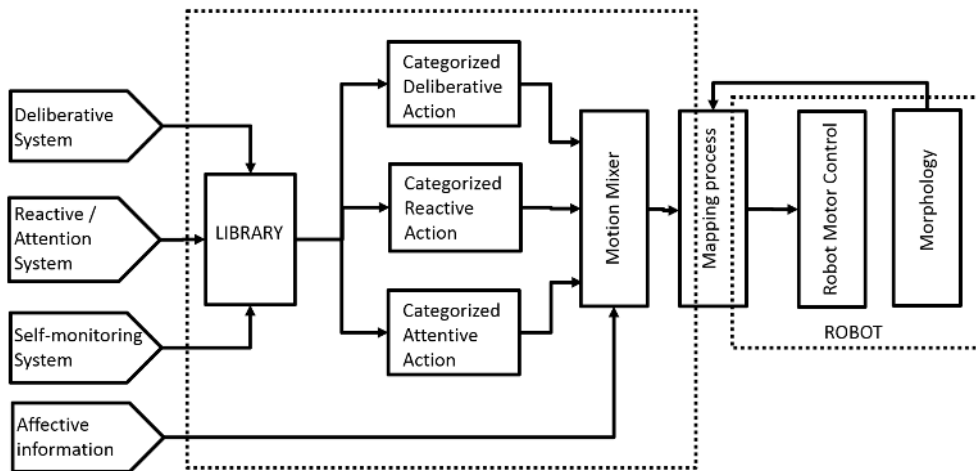 Deliberative
System
Reactive /
Attention
System
Self-monitoring
System
Affective
information
LIBRARY
Categorized
Deliberative
Action
Categorized
Reactive
Action
Categorized
Attentive
Action
Motion Mixer
Mapping process
Robot Motor Control
Morphology
ROBOT